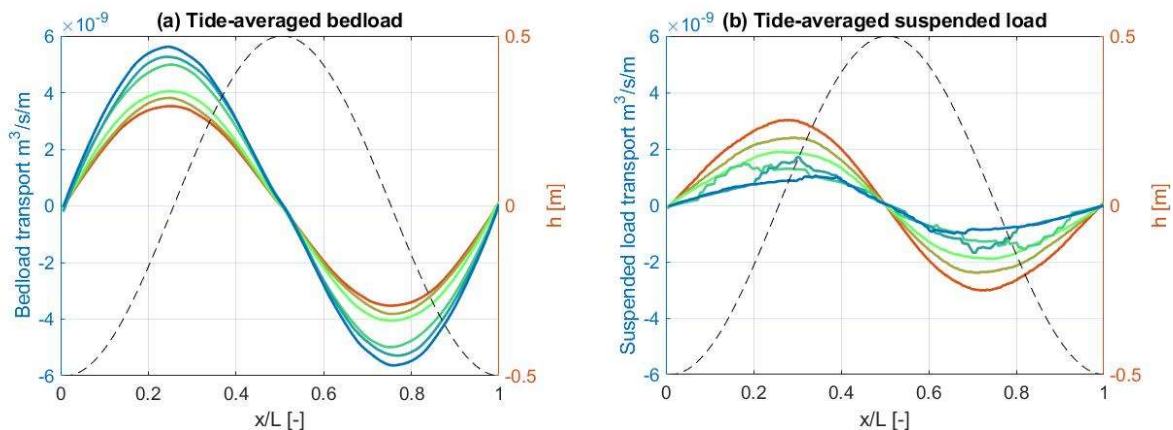 (a) Tide-averaged bedload
×10⁻⁹
6
4
2
0
-2
-4
-6
Bedload transport m³/s/m
0.5
0
-0.5
h [m]
0 0.2 0.4 0.6 0.8 1
x/L [-]
(b) Tide-averaged suspended load
×10⁻⁹
6
4
2
0
-2
-4
-6
Suspended load transport m³/s/m
0.5
0
-0.5
h [m]
0 0.2 0.4 0.6 0.8 1
x/L [-]